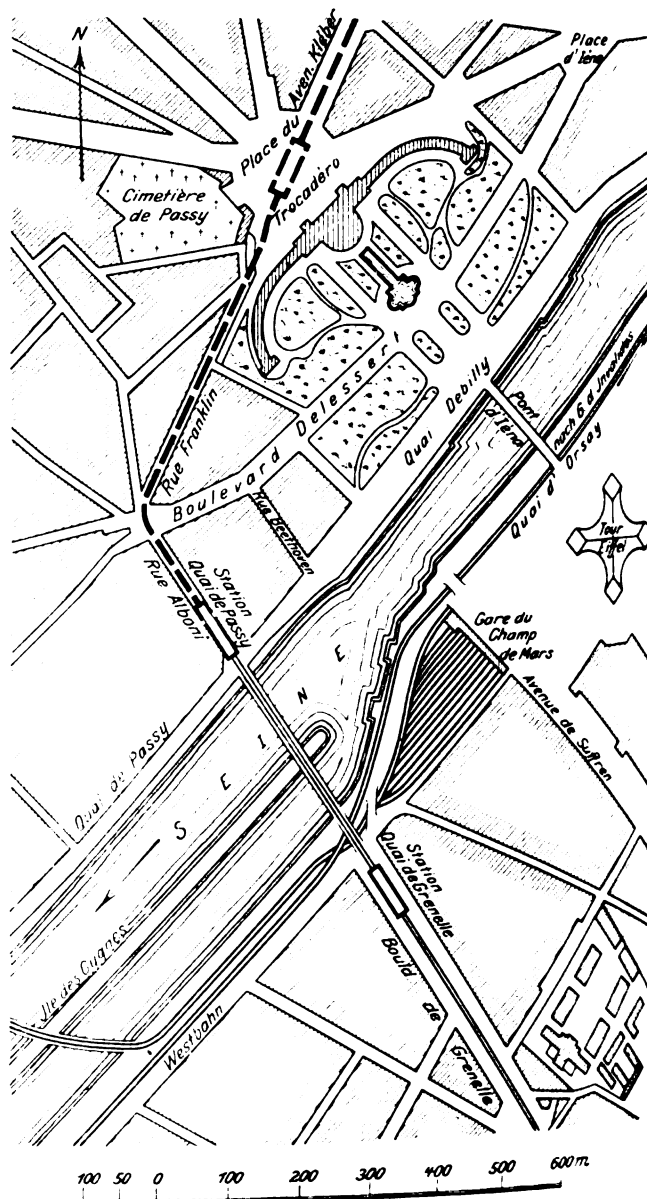 N
Place
d'Iéna
Aven. Kléber
Place du
Trocadéro
Cimetière
de Passy
Rue Franklin
Boulevard Delessert
Quai Debilly
Pont
d'Iéna
nach G. d. Invalides
Quai d'Orsay
Tour
Eiffel
Rue Beethoven
Station
Quai de Passy
Rue Alboni
Gare du
Champ
de Mars
Avenue de Suffren
Quai de Passy
SEINE
Station
Quai de Grenelle
Jle des Cygnes
Westbahn
Bould de
Grenelle
100 50 0 100 200 300 400 500 600 m